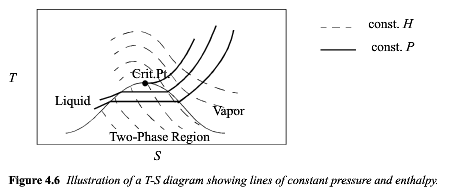 const. H
const. P
T
Crit.Pt.
Liquid
Vapor
Two-Phase Region
S
Figure 4.6 Illustration of a T-S diagram showing lines of constant pressure and enthalpy.